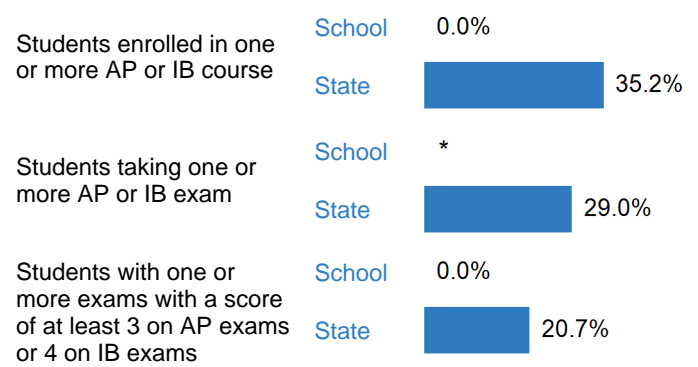 School 0.0%
Students enrolled in one
or more AP or IB course
State 35.2%
School *
Students taking one or
more AP or IB exam
State 29.0%
School 0.0%
Students with one or
more exams with a score
of at least 3 on AP exams
or 4 on IB exams
State 20.7%